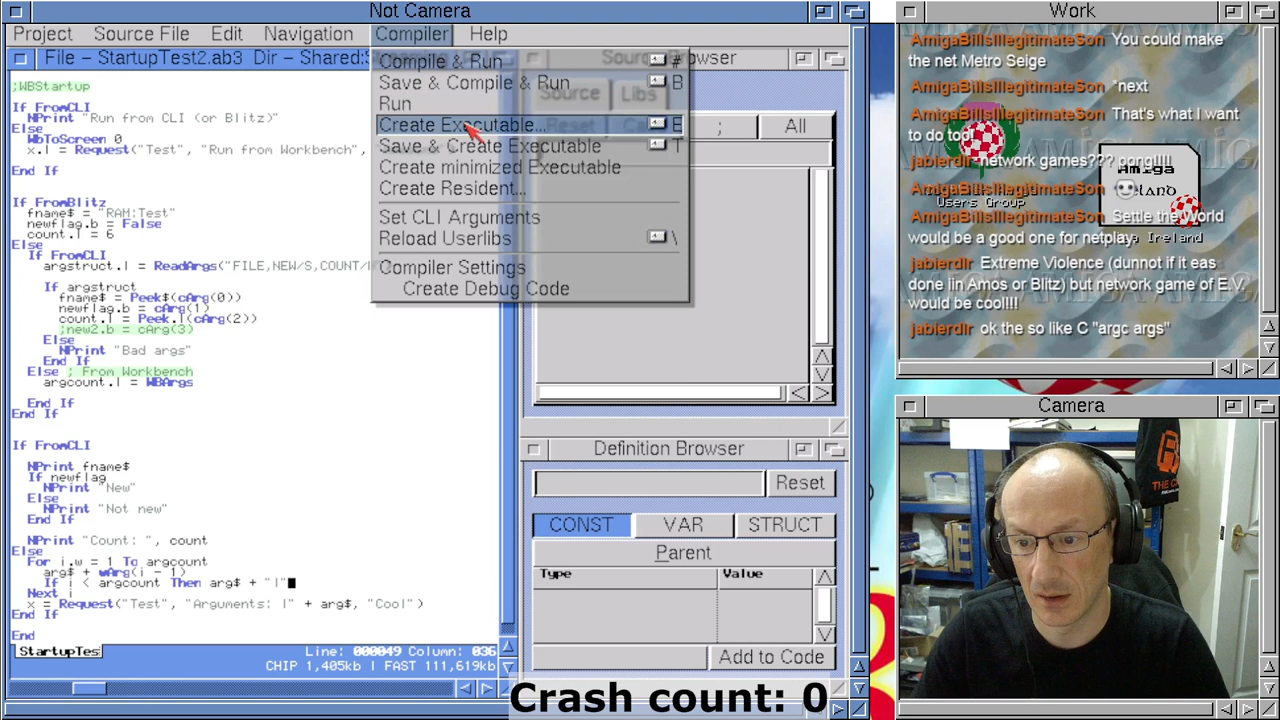 Not Camera
Project Source File Edit Navigation Compiler Help
File - StartupTest2.ab3 Dir - Shared:S
;WBStartup
If FromCLI
NPrint "Run from CLI (or Blitz)"
Else
WbToScreen 0
x.l = Request("Test", "Run from Workbench",
End If
If FromBlitz
fname$ = "RAM:Test"
newflag.b = False
count.l = 6
Else
If FromCLI
argstruct.l = ReadArgs("FILE,NEW/S,COUNT/
If argstruct
fname$ = Peek$(cArg(0))
newflag.b = cArg(1)
count.l = Peek.l(cArg(2))
;new2.b = cArg(3)
Else
NPrint "Bad args"
End If
Else ; From Workbench
argcount.l = WBArgs
End If
End If
If FromCLI
NPrint fname$
If newflag
NPrint "New"
Else
NPrint "Not new"
End If
NPrint "Count: ", count
Else
For i.w = 1 To argcount
arg$ + wArg(i - 1)
If i < argcount Then arg$ + "|"
Next i
x = Request("Test", "Arguments: |" + arg$, "Cool")
End If
End
StartupTes
Line: 000049 Column: 036
CHIP 1,405kb | FAST 111,619kb
Compile & Run #
Save & Compile & Run B
Run
Create Executable... E
Save & Create Executable T
Create minimized Executable
Create Resident...
Set CLI Arguments
Reload Userlibs \
Compiler Settings
Create Debug Code
Source Browser
Source Libs
Reset ; All
Definition Browser
Reset
CONST VAR STRUCT
Parent
Type Value
Add to Code
Crash count: 0
Work
AmigaBillsIllegitimateSon You could make
the net Metro Seige
AmigaBillsIllegitimateSon *next
AmigaBillsIllegitimateSon That's what I want
to do too!
jabierdlr network games??? pong!!!!
AmigaBillsIllegitimateSon
AmigaBillsIllegitimateSon Settle the World
would be a good one for netplay.
jabierdlr Extreme Violence (dunnot if it eas
done lin Amos or Blitz) but network game of E.V.
would be cool!!!
jabierdlr ok the so like C "argc args"
Users Group
Amiga
Ireland
Ireland
Camera
THE C